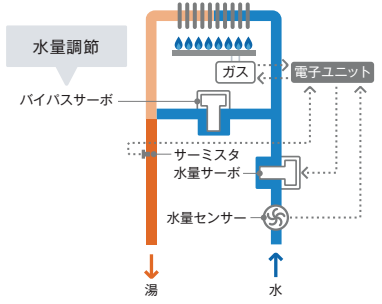 水量調節
ガス
電子ユニット
バイパスサーボ
サーミスタ
水量サーボ
水量センサー
湯
水